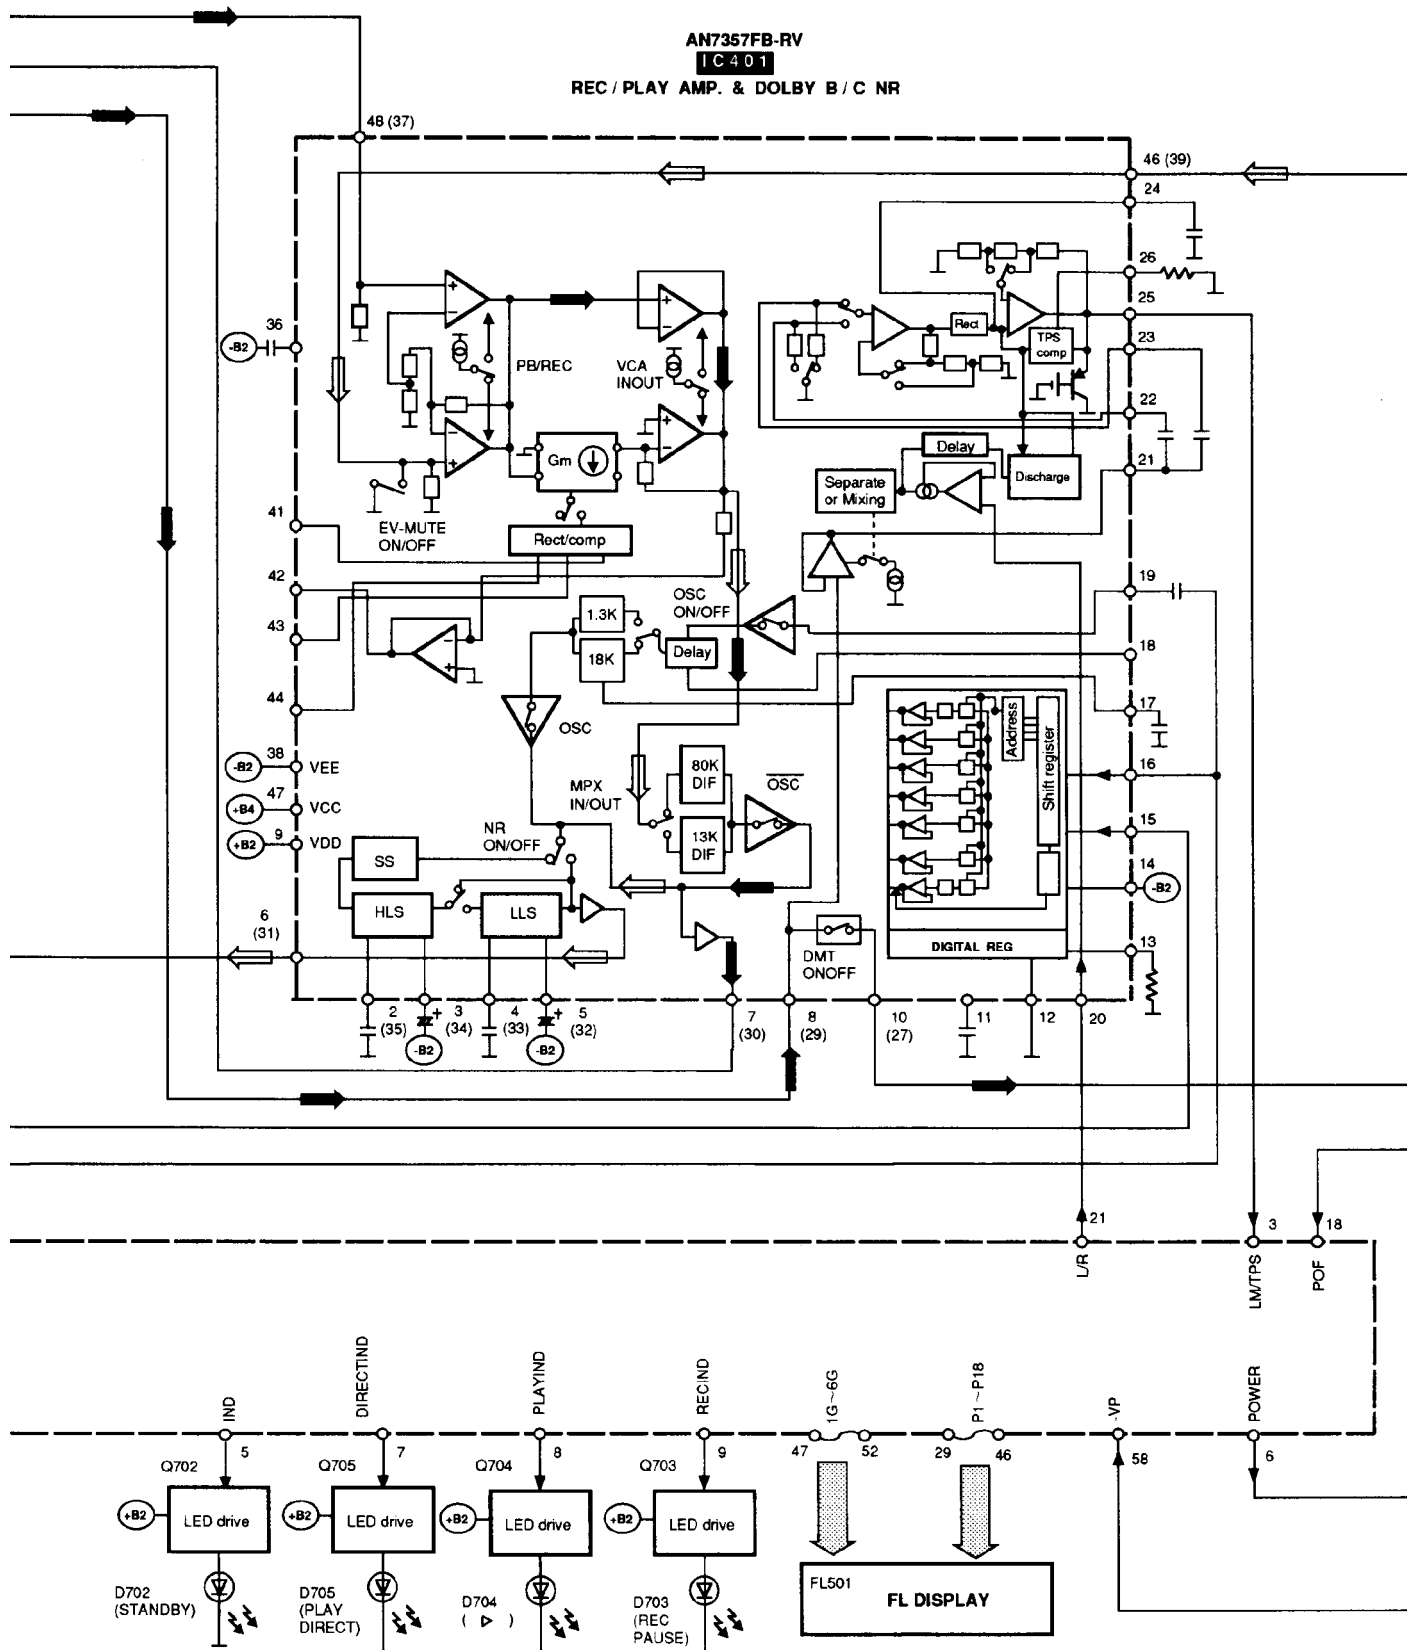 AN7357FB-RV
IC401
REC / PLAY AMP. & DOLBY B / C NR
48 (37)
46 (39)
24
26
25
23
22
21
36
-B2
PB/REC
VCA
INOUT
Rect
TPS
comp
Gm
Delay
Discharge
Separate
or Mixing
EV-MUTE
ON/OFF
Rect/comp
41
42
43
44
OSC
ON/OFF
1.3K
18K
Delay
19
18
17
16
15
14
-B2
13
OSC
Address
Shift register
DIGITAL REG
38
-B2
VEE
47
+B4
VCC
9
+B2
VDD
MPX
IN/OUT
80K
DIF
13K
DIF
OSC
NR
ON/OFF
SS
HLS
LLS
6
(31)
DMT
ONOFF
2
(35)
+
3
(34)
-B2
4
(33)
+
5
(32)
-B2
7
(30)
8
(29)
10
(27)
11
12
20
21
3
18
L/R
LM/TPS
POF
IND
DIRECTIND
PLAYIND
RECIND
1G~6G
P1~P18
-VP
POWER
5
7
8
9
47
52
29
46
58
6
Q702
Q705
Q704
Q703
+B2
LED drive
+B2
LED drive
+B2
LED drive
+B2
LED drive
D702
(STANDBY)
D705
(PLAY
DIRECT)
D704
( ▷ )
D703
(REC
PAUSE)
FL501
FL DISPLAY